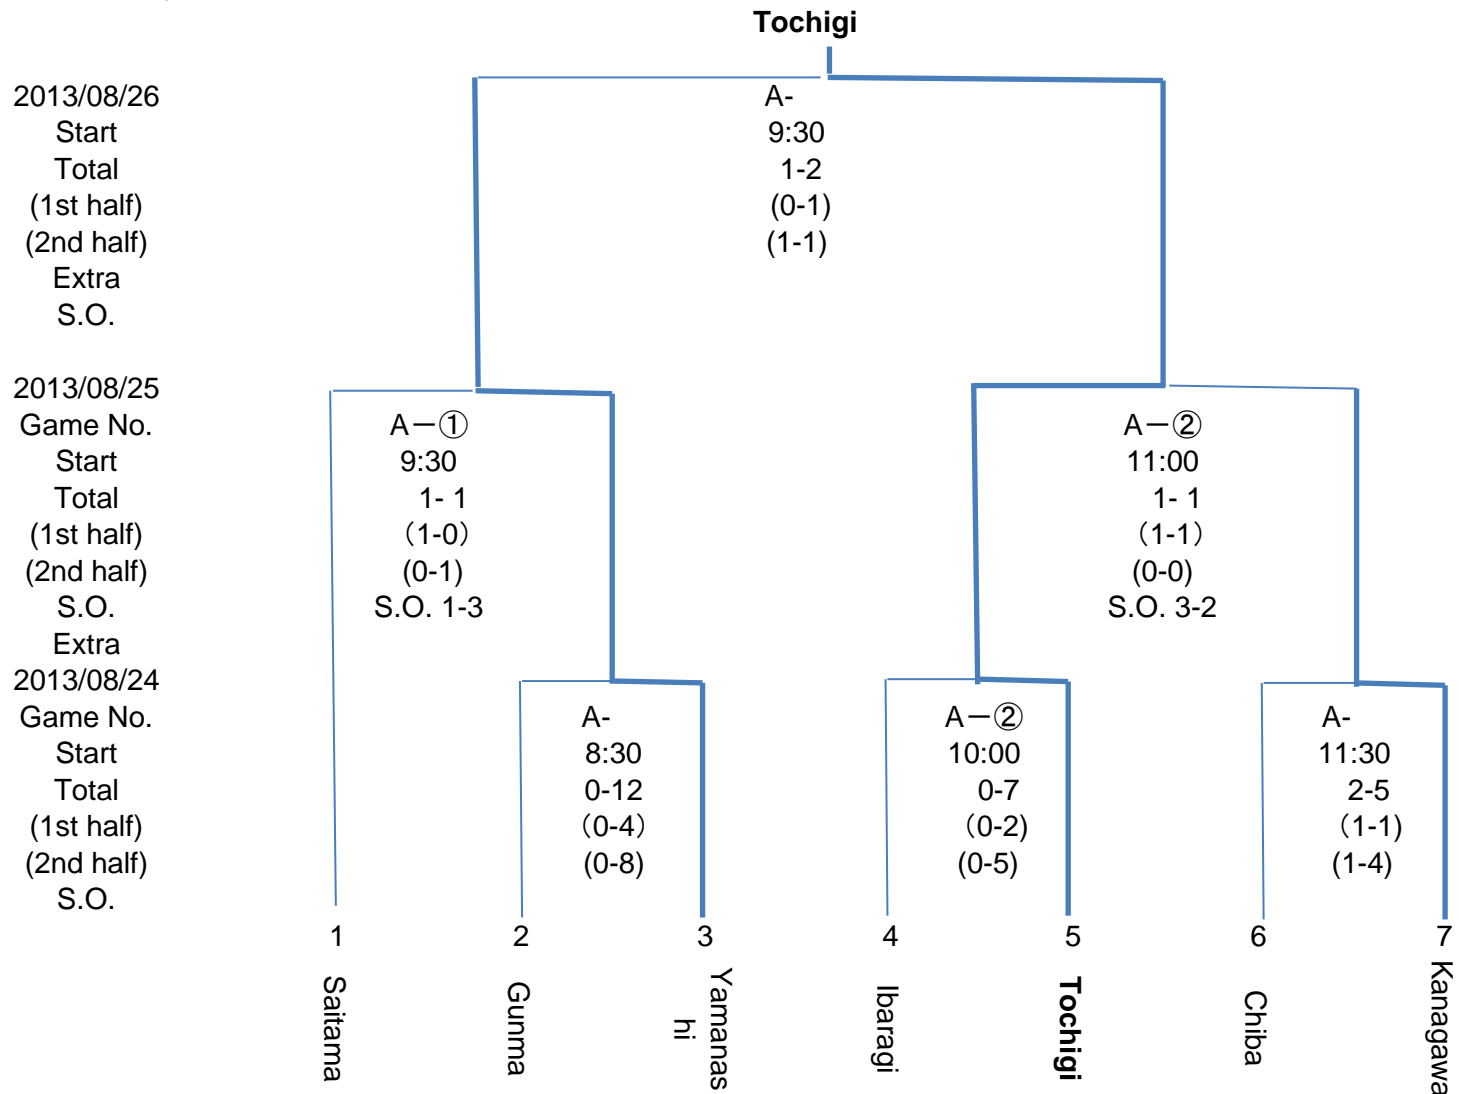 Tochigi
2013/08/26 A-
Start 9:30
Total 1-2
(1st half) (0-1)
(2nd half) (1-1)
Extra
S.O.
2013/08/25
Game No. A－① A－②
Start 9:30 11:00
Total 1- 1 1- 1
(1st half) （1-0） （1-1）
(2nd half) (0-1) (0-0)
S.O. S.O. 1-3 S.O. 3-2
Extra
2013/08/24
Game No. A- A－② A-
Start 8:30 10:00 11:30
Total 0-12 0-7 2-5
(1st half) （0-4） （0-2) （1-1)
(2nd half) (0-8) (0-5) (1-4)
S.O.
1 2 3 4 5 6 7
Saitama
Gunma
Yamanas
hi
Ibaragi
Tochigi
Chiba
Kanagawa